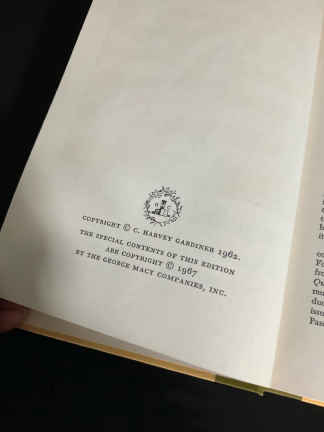 COPYRIGHT © C. HARVEY GARDINER 1962.
THE SPECIAL CONTENTS OF THIS EDITION
ARE COPYRIGHT © 1967
BY THE GEORGE MACY COMPANIES, INC.